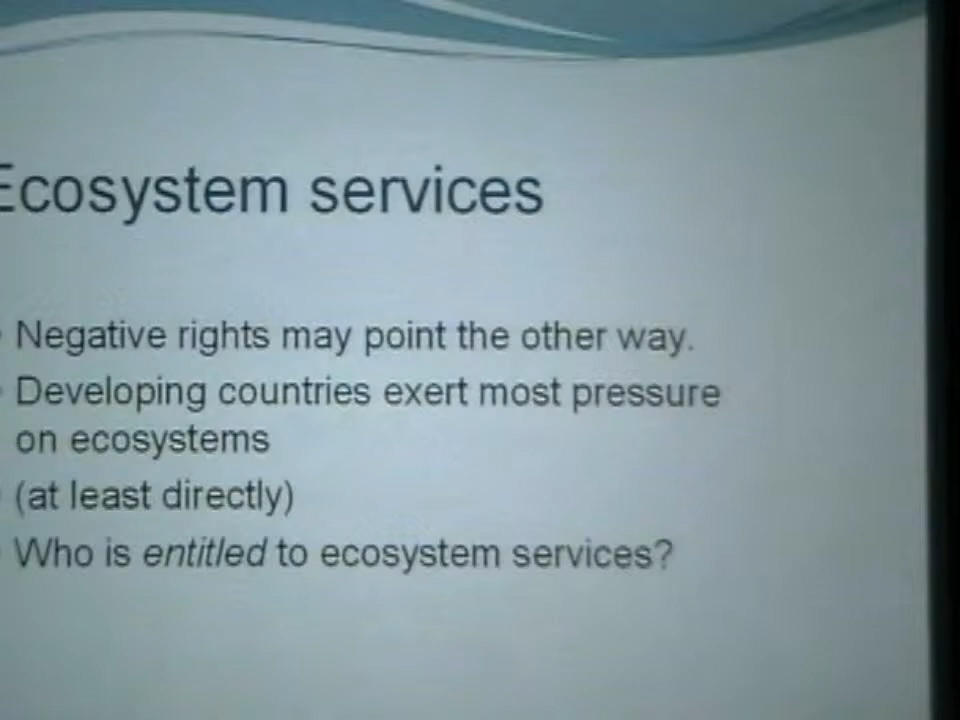 Ecosystem services
• Negative rights may point the other way.
• Developing countries exert most pressure
on ecosystems
• (at least directly)
• Who is entitled to ecosystem services?